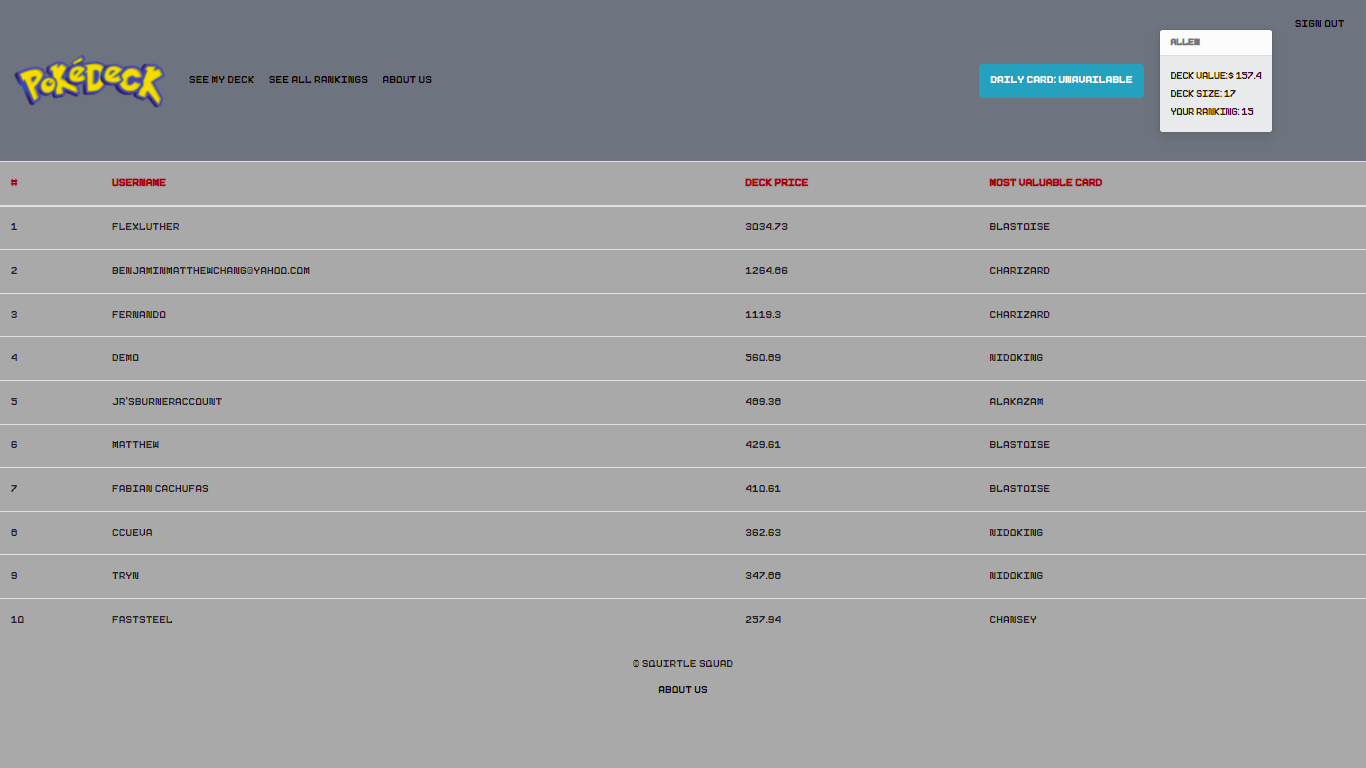 SIGN OUT
POKéDECK
SEE MY DECK SEE ALL RANKINGS ABOUT US
DAILY CARD: UNAVAILABLE
ALLEN
DECK VALUE:$ 157.4
DECK SIZE: 17
YOUR RANKING: 15
# USERNAME DECK PRICE MOST VALUABLE CARD
1 FLEXLUTHER 3034.73 BLASTOISE
2 BENJAMINMATTHEWCHANG@YAHOO.COM 1264.86 CHARIZARD
3 FERNANDO 1119.3 CHARIZARD
4 DEMO 560.89 NIDOKING
5 JR'SBURNERACCOUNT 489.38 ALAKAZAM
6 MATTHEW 429.61 BLASTOISE
7 FABIAN CACHUFAS 410.61 BLASTOISE
8 CCUEVA 362.63 NIDOKING
9 TRYN 347.88 NIDOKING
10 FASTSTEEL 257.94 CHANSEY
© SQUIRTLE SQUAD
ABOUT US